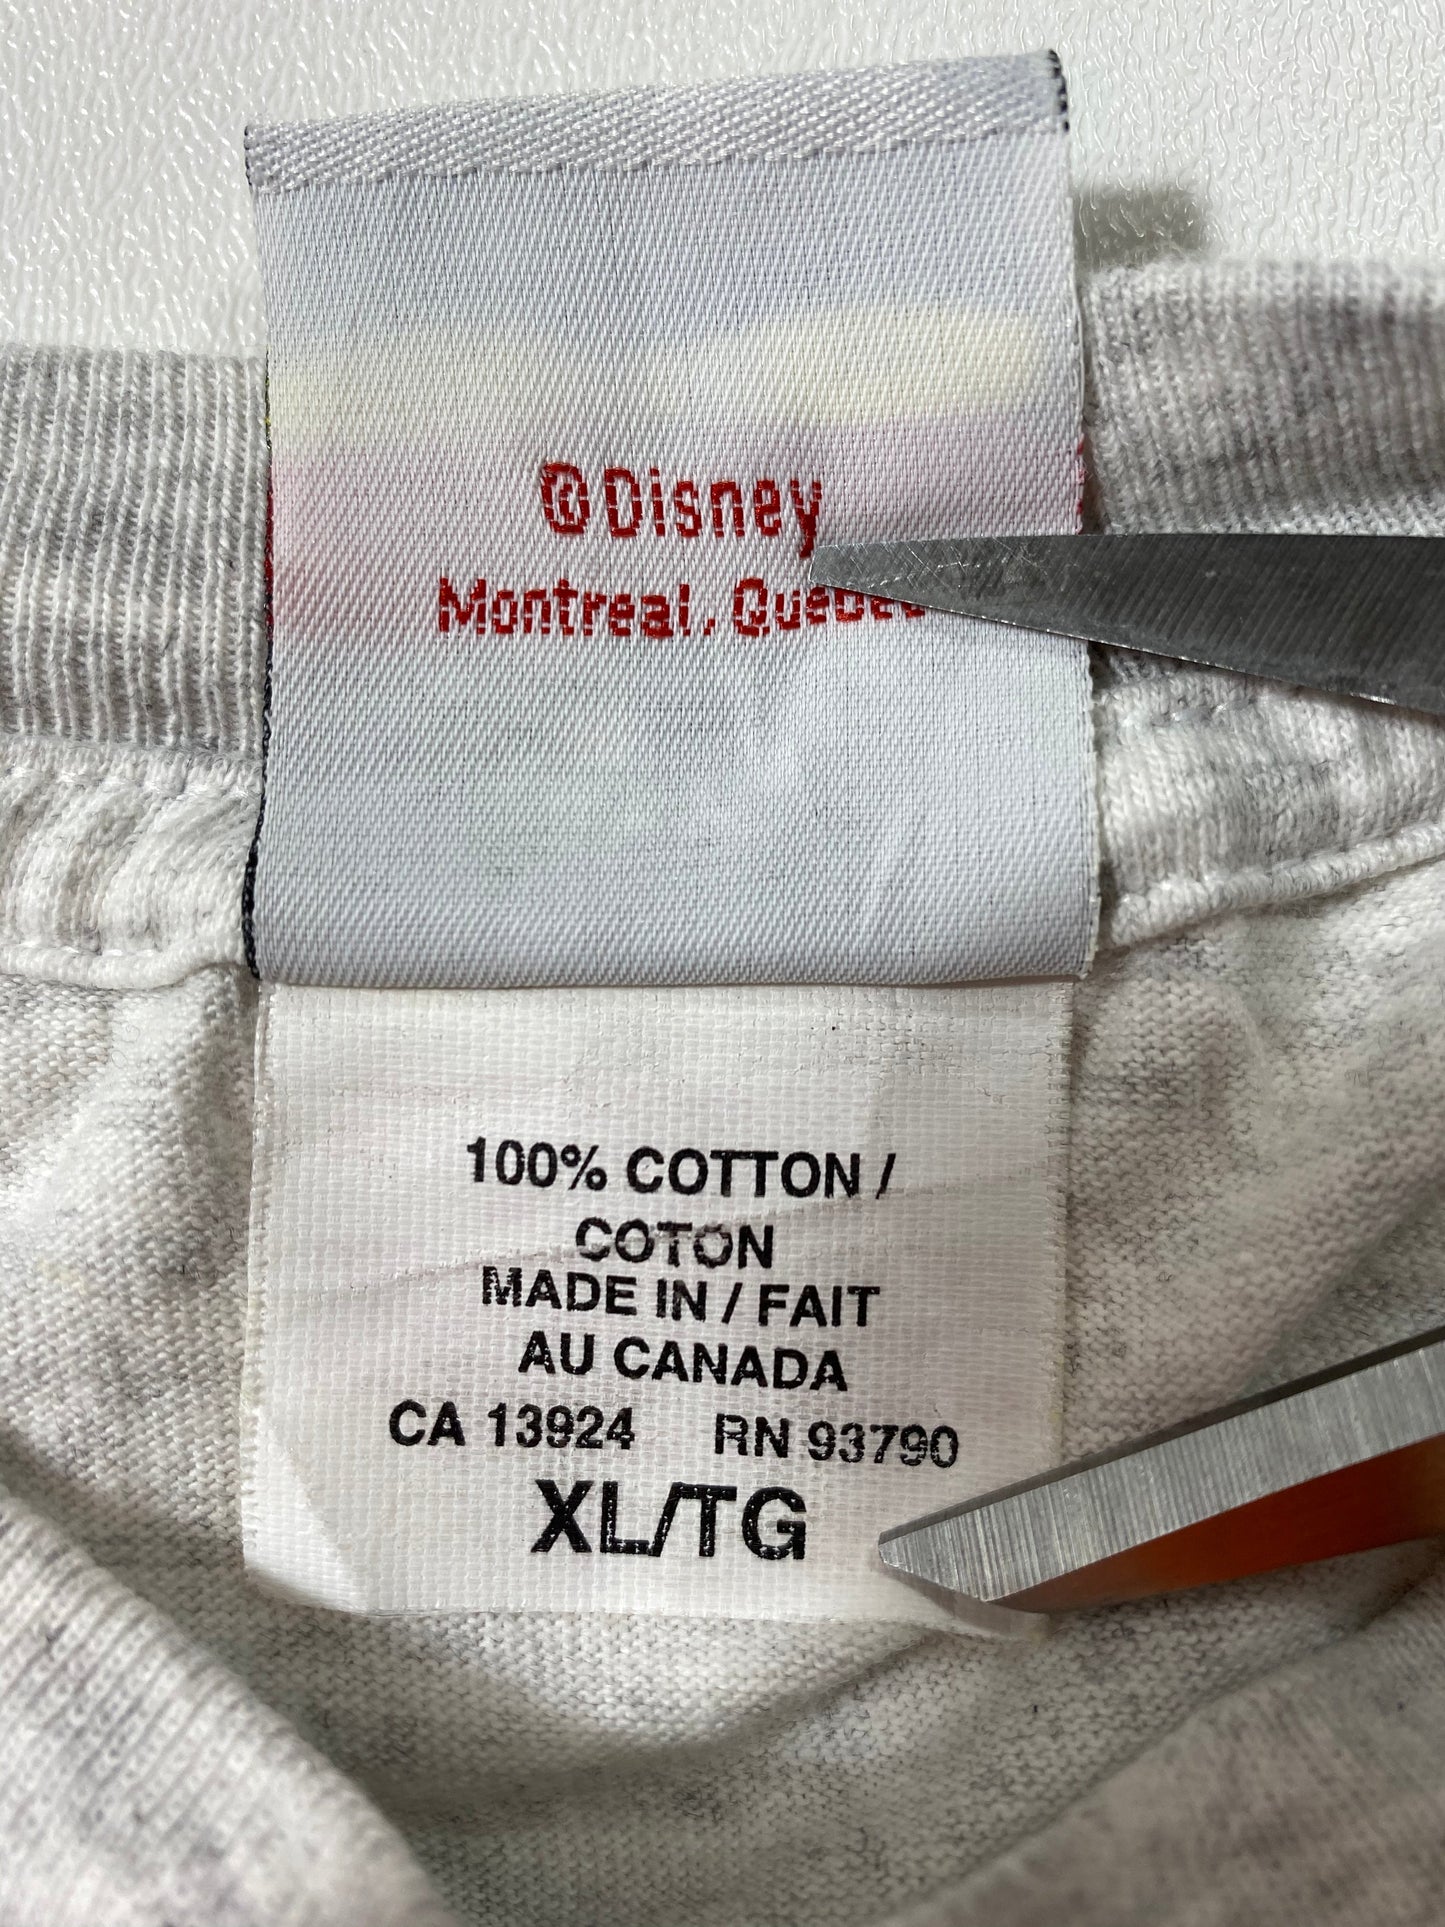 ©Disney
Montreal, Quebec
100% COTTON /
COTON
MADE IN / FAIT
AU CANADA
CA 13924 RN 93790
XL/TG